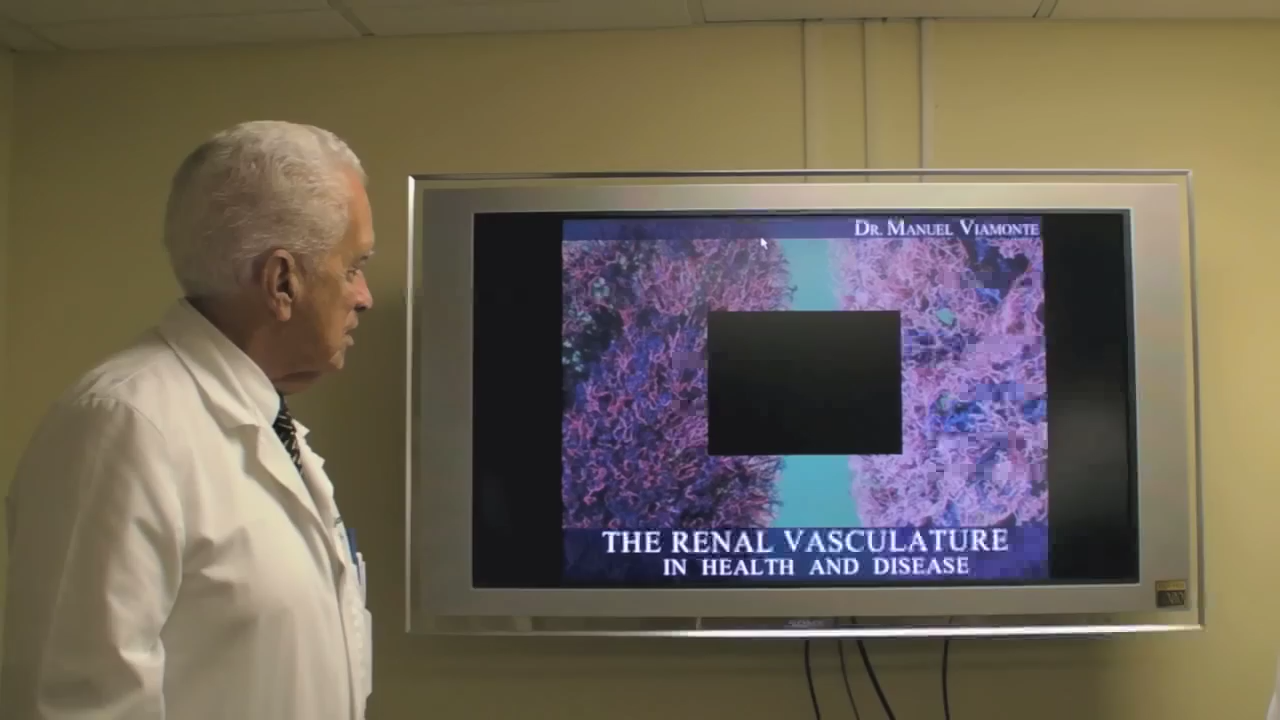 DR. MANUEL VIAMONTE
THE RENAL VASCULATURE
IN HEALTH AND DISEASE